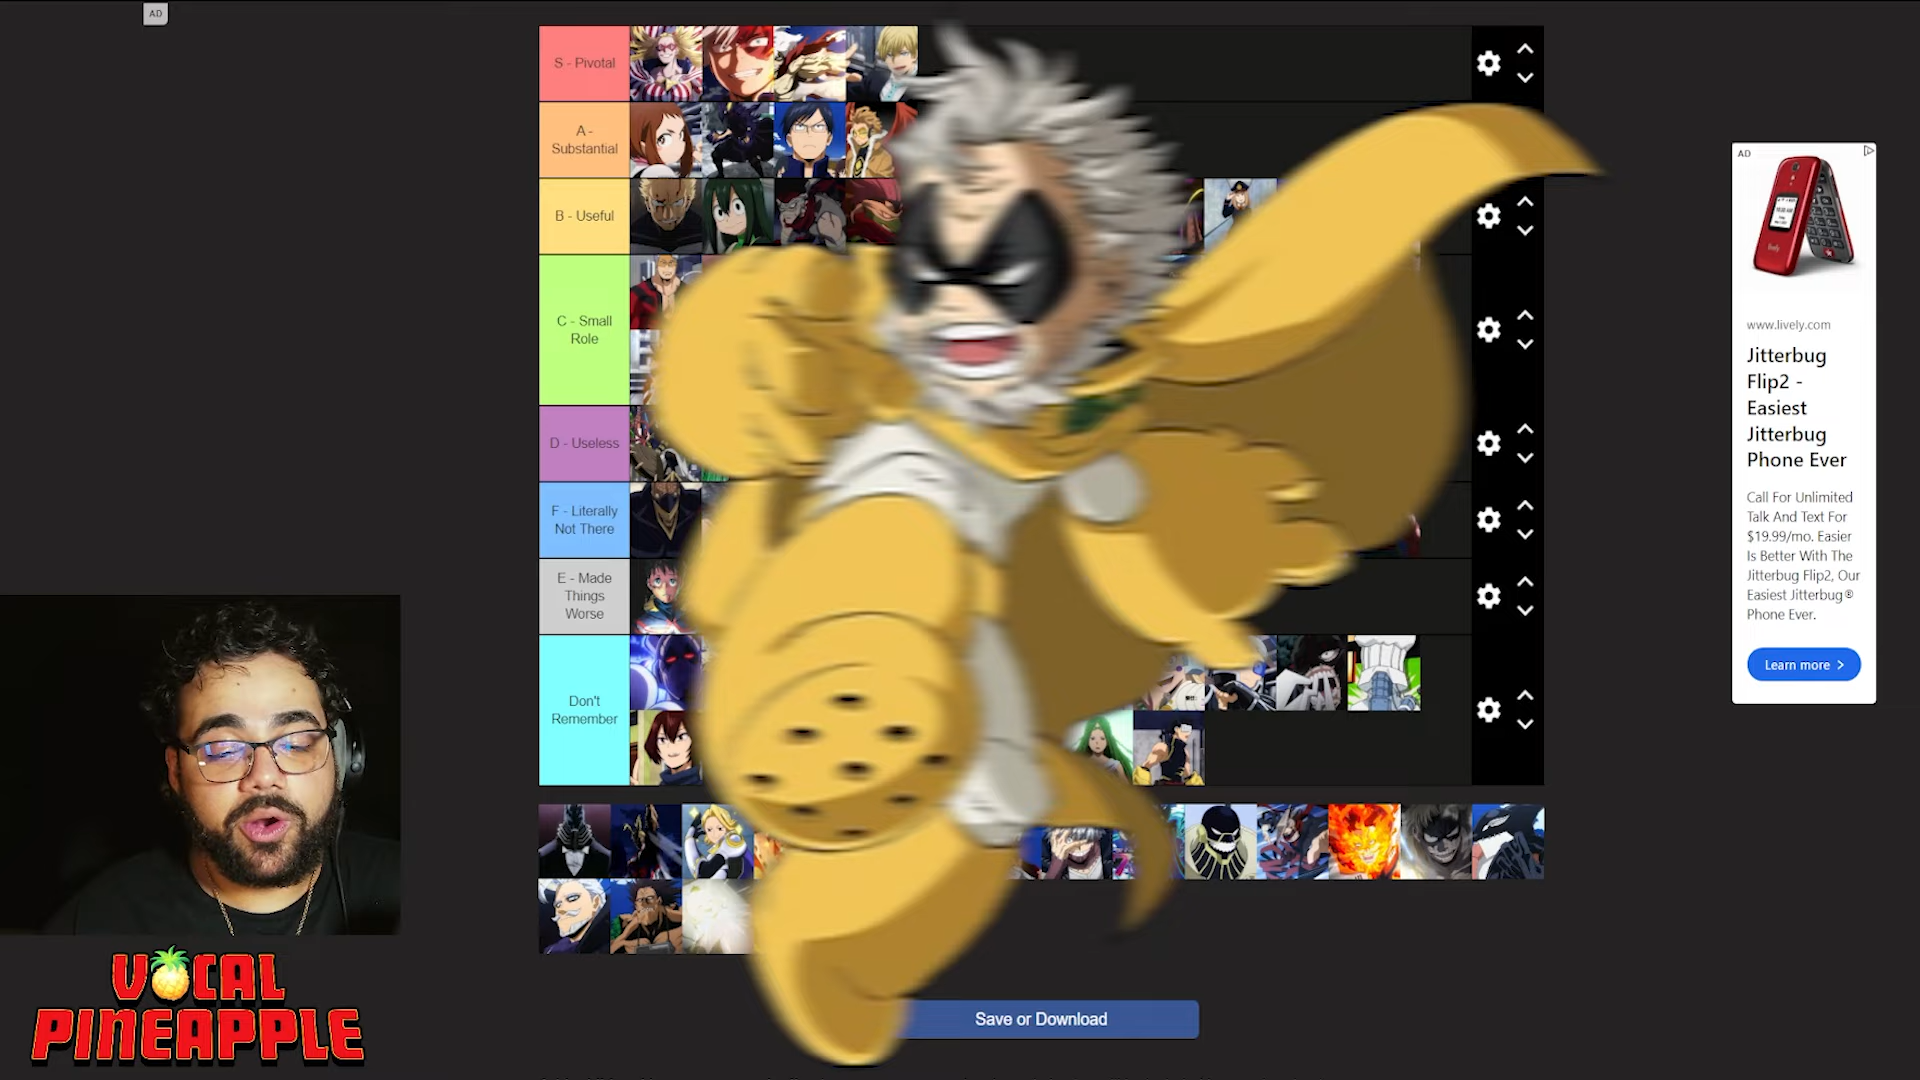 AD
S - Pivotal
A -
Substantial
B - Useful
C - Small
Role
D - Useless
F - Literally
Not There
E - Made
Things
Worse
Don't
Remember
Save or Download
VOCAL
PINEAPPLE
AD
www.lively.com
Jitterbug
Flip2 -
Easiest
Jitterbug
Phone Ever
Call For Unlimited
Talk And Text For
$19.99/mo. Easier
Is Better With The
Jitterbug Flip2, Our
Easiest Jitterbug®
Phone Ever.
Learn more >